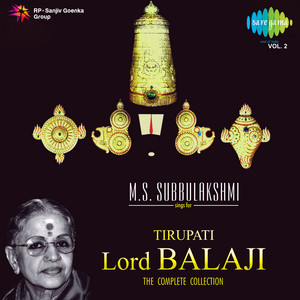 RP-Sanjiv Goenka
Group
saregama
VOL. 2
M.S. SUBBULAKSHMI
sings for
TIRUPATI
Lord BALAJI
THE COMPLETE COLLECTION